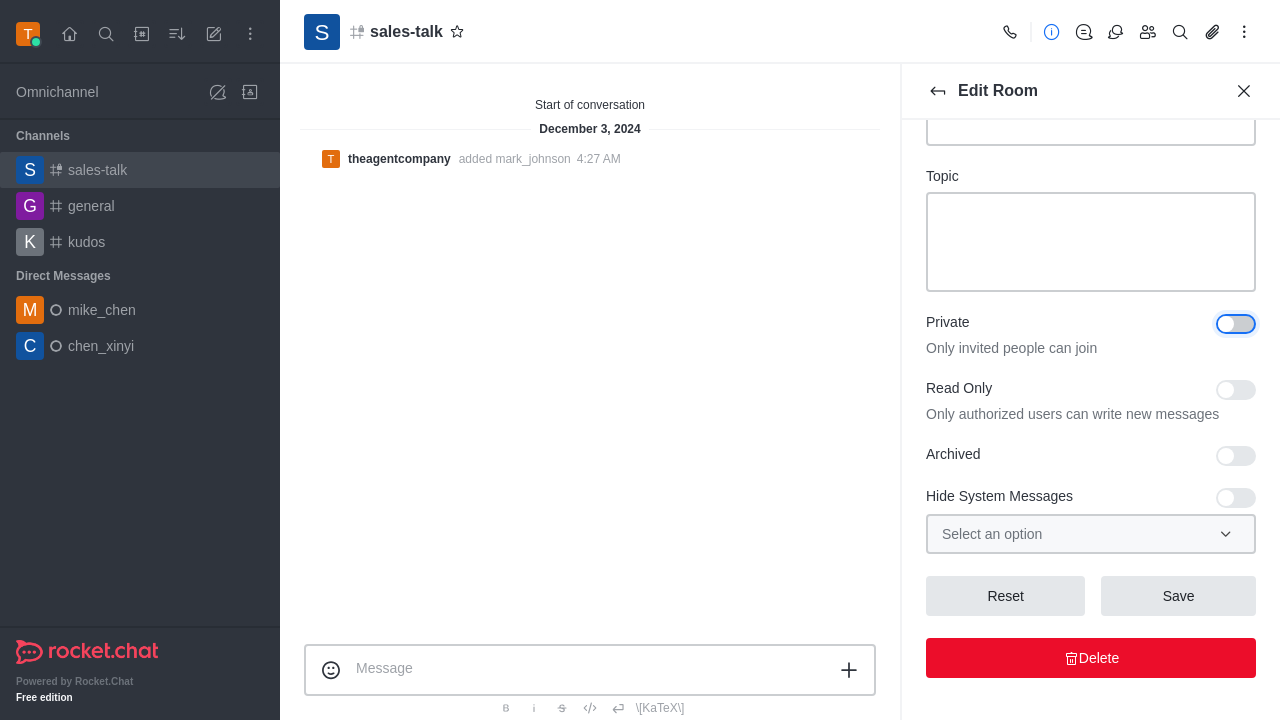 T
Omnichannel
Channels
S sales-talk
G general
K kudos
Direct Messages
M mike_chen
C chen_xinyi
rocket.chat
Powered by Rocket.Chat
Free edition
S sales-talk
Start of conversation
December 3, 2024
T theagentcompany added mark_johnson 4:27 AM
Message
B i S \[KaTeX\]
Edit Room
Topic
Private
Only invited people can join
Read Only
Only authorized users can write new messages
Archived
Hide System Messages
Select an option
Reset Save
Delete